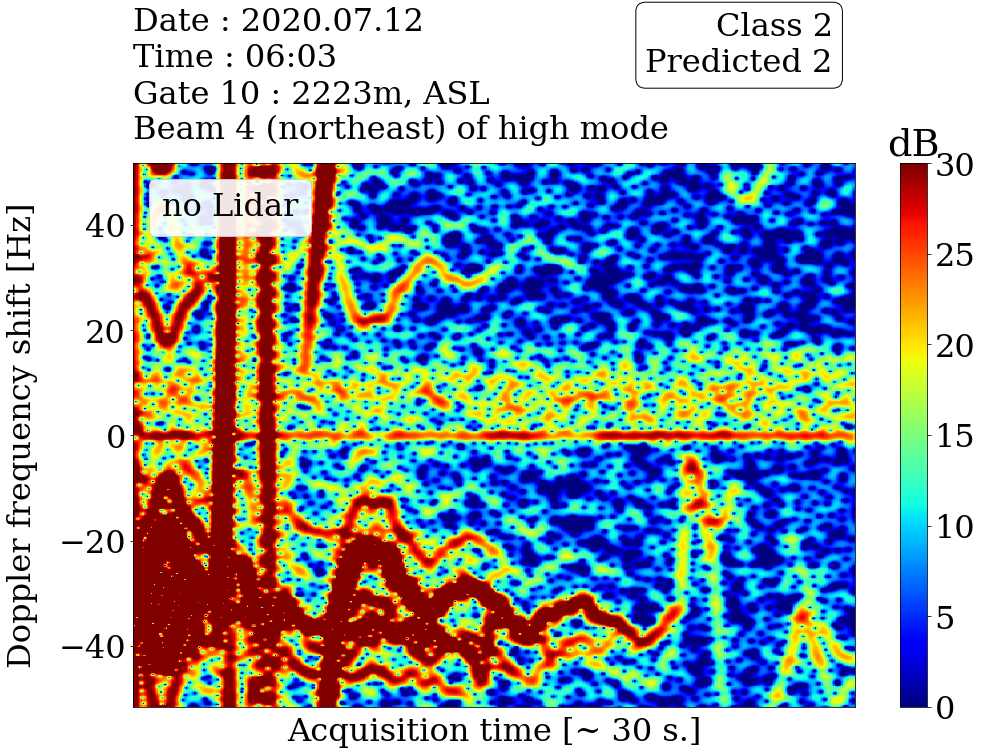 Date : 2020.07.12
Time : 06:03
Gate 10 : 2223m, ASL
Beam 4 (northeast) of high mode
Class 2
Predicted 2
dB
no Lidar
Doppler frequency shift [Hz]
40
20
0
−20
−40
30
25
20
15
10
5
0
Acquisition time [~ 30 s.]